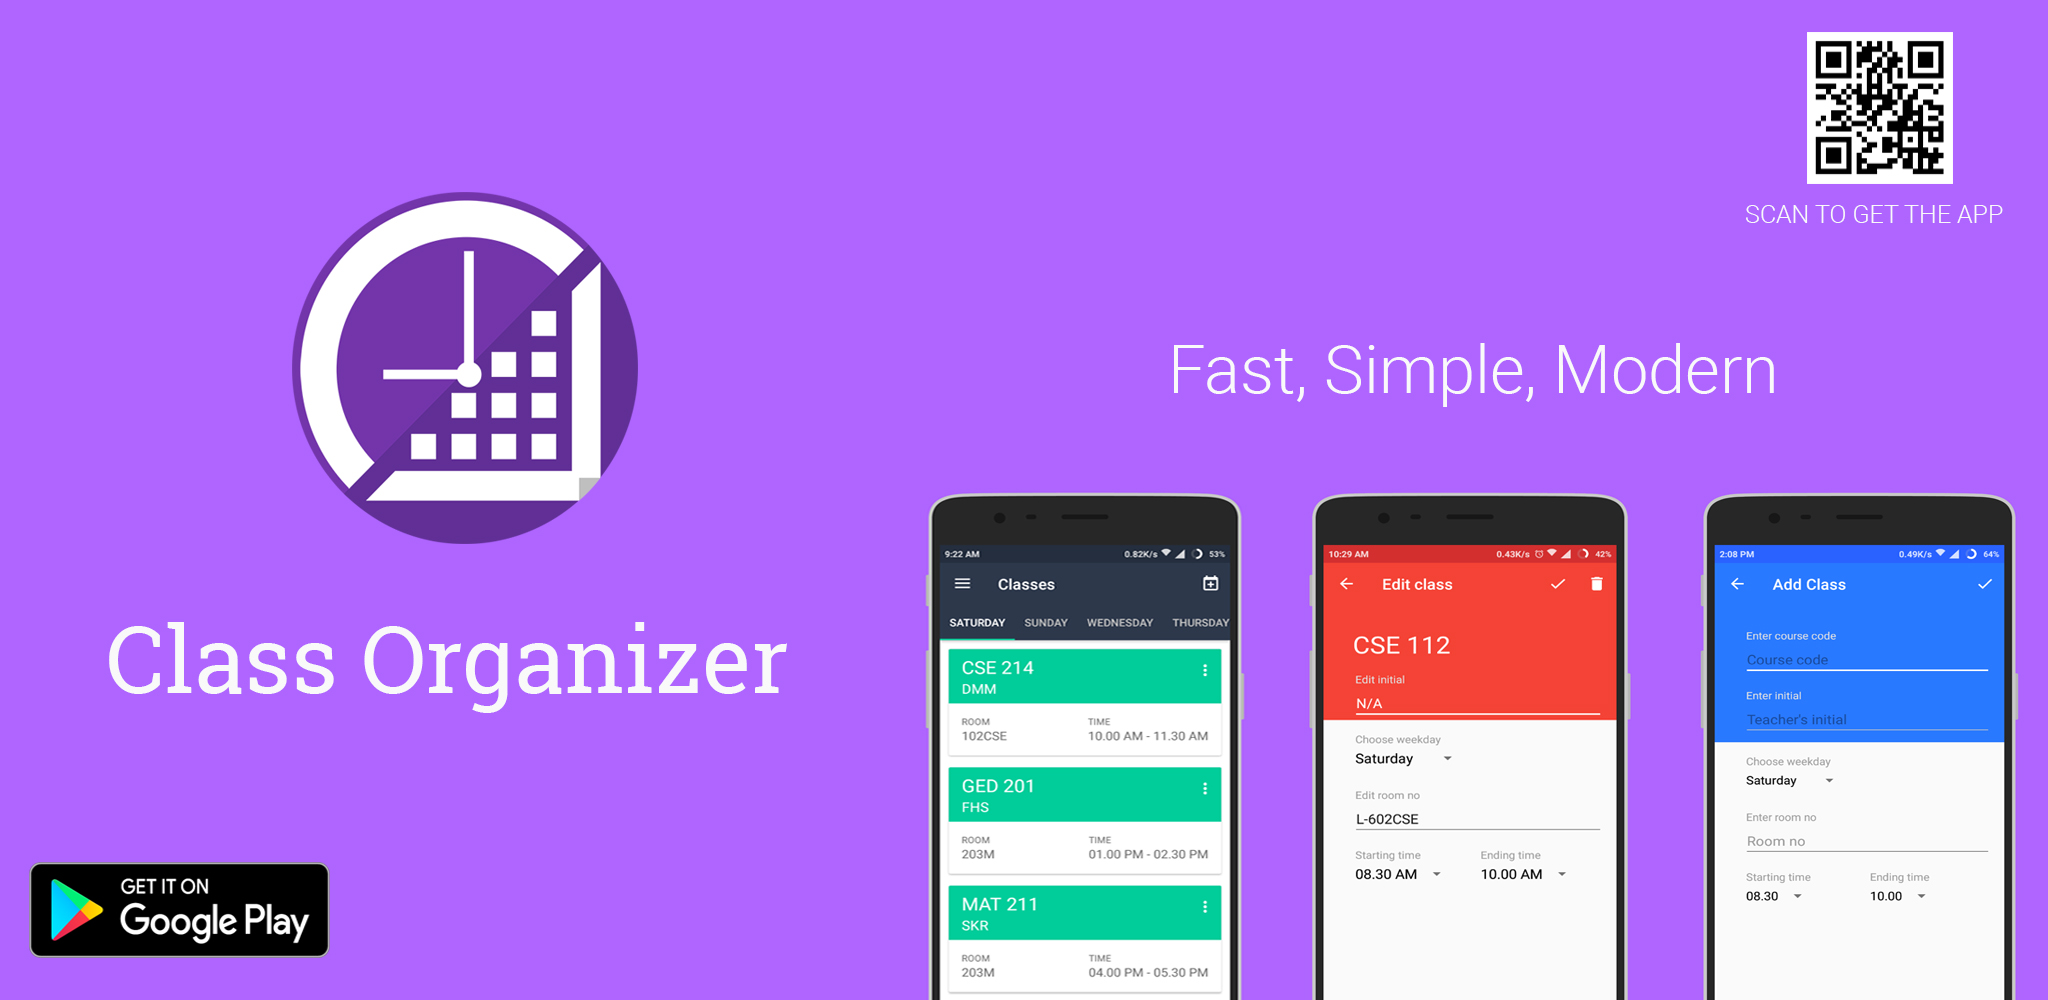 SCAN TO GET THE APP
Fast, Simple, Modern
Class Organizer
GET IT ON
Google Play
9:22 AM 0.82K/s 53%
Classes
SATURDAY SUNDAY WEDNESDAY THURSDAY
CSE 214
DMM
ROOM TIME
102CSE 10.00 AM - 11.30 AM
GED 201
FHS
ROOM TIME
203M 01.00 PM - 02.30 PM
MAT 211
SKR
ROOM TIME
203M 04.00 PM - 05.30 PM
10:29 AM 0.43K/s 42%
Edit class
CSE 112
Edit initial
N/A
Choose weekday
Saturday
Edit room no
L-602CSE
Starting time Ending time
08.30 AM 10.00 AM
2:08 PM 0.49K/s 64%
Add Class
Enter course code
Course code
Enter initial
Teacher's initial
Choose weekday
Saturday
Enter room no
Room no
Starting time Ending time
08.30 10.00